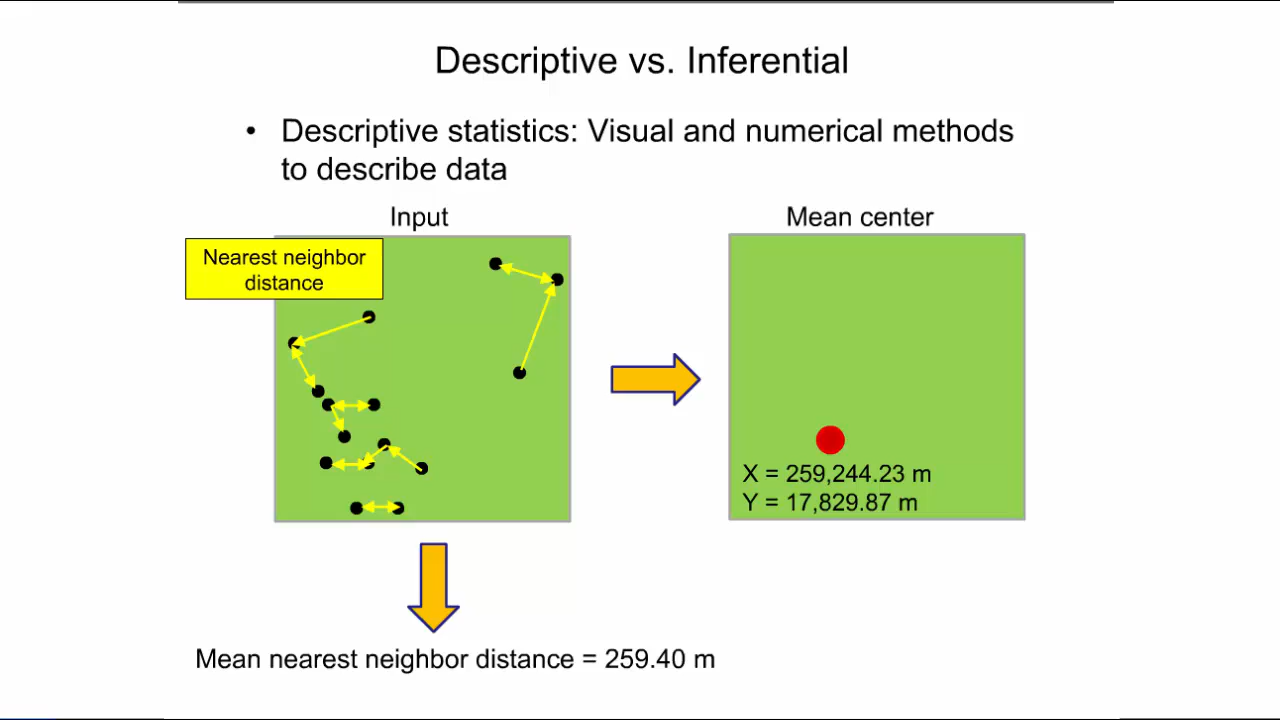 Descriptive vs. Inferential
• Descriptive statistics: Visual and numerical methods
to describe data
Input
Mean center
Nearest neighbor
distance
X = 259,244.23 m
Y = 17,829.87 m
Mean nearest neighbor distance = 259.40 m